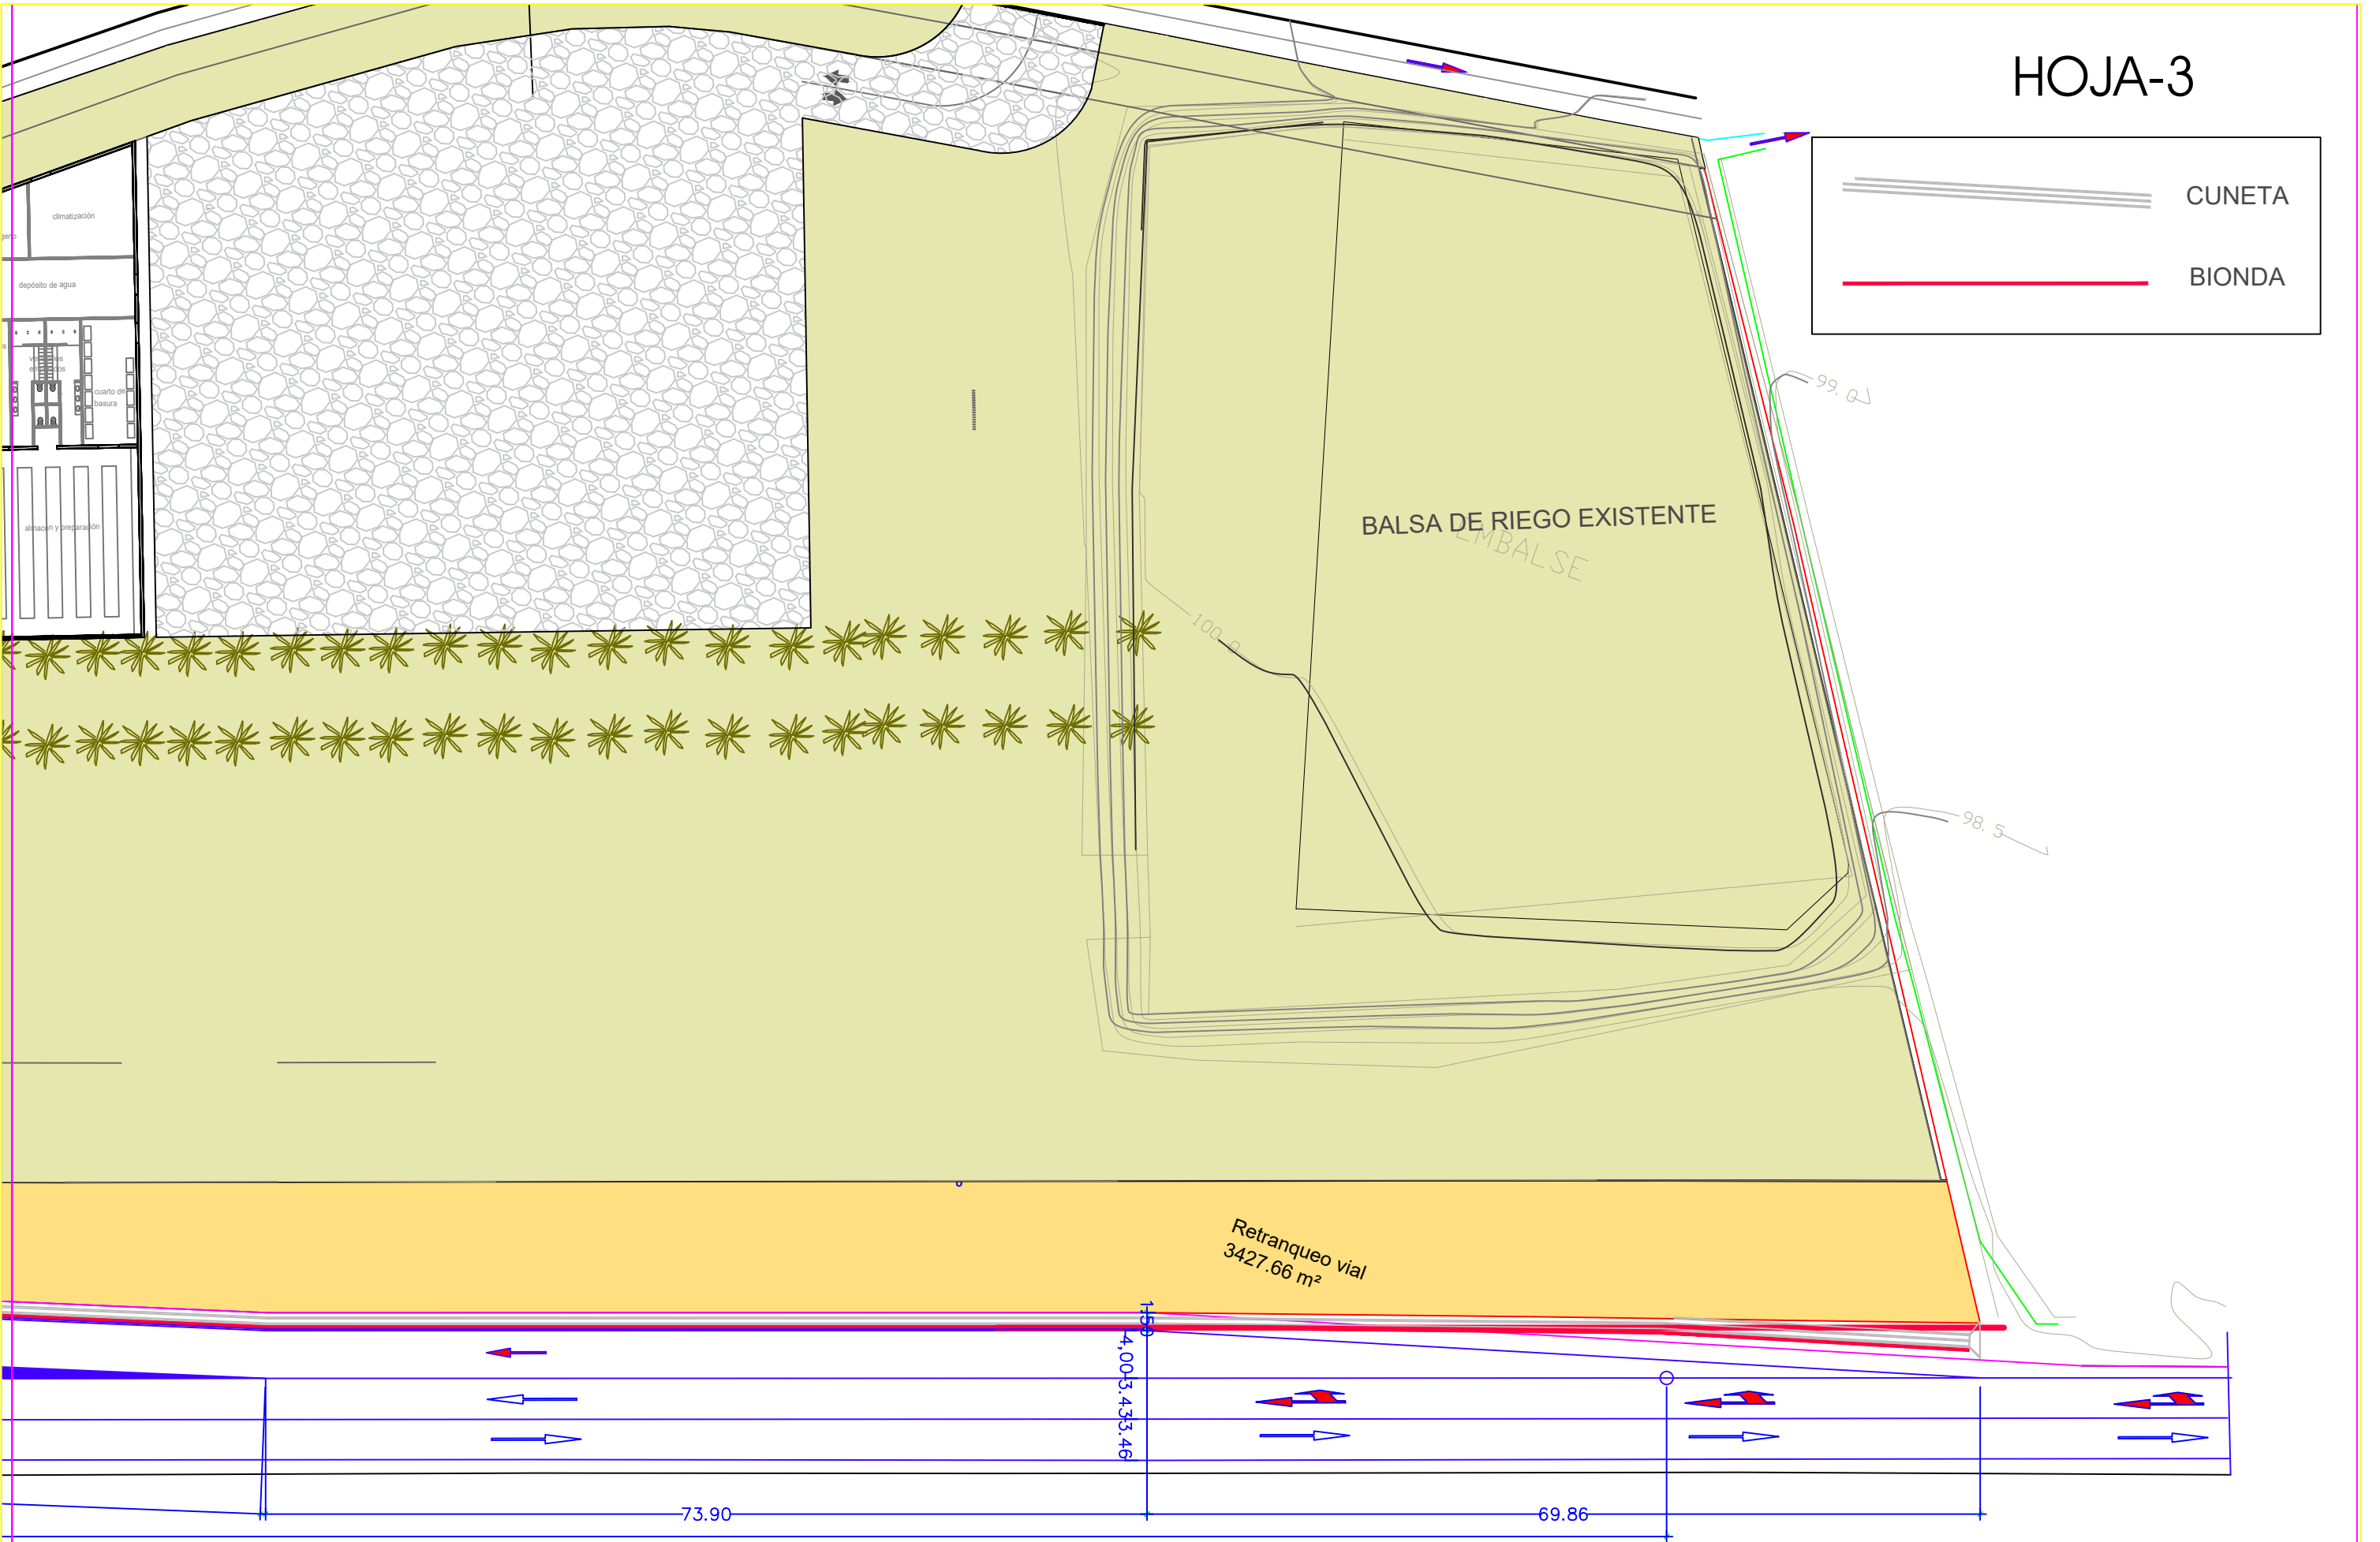 HOJA-3
CUNETA
BIONDA
climatización
depósito de agua
cuarto de
basura
almacen y preparación
99. 0
BALSA DE RIEGO EXISTENTE
EMBALSE
100. 0
98. 5
Retranqueo vial
3427.66 m²
1.50
4,00
3.43
3.46
73.90
69.86